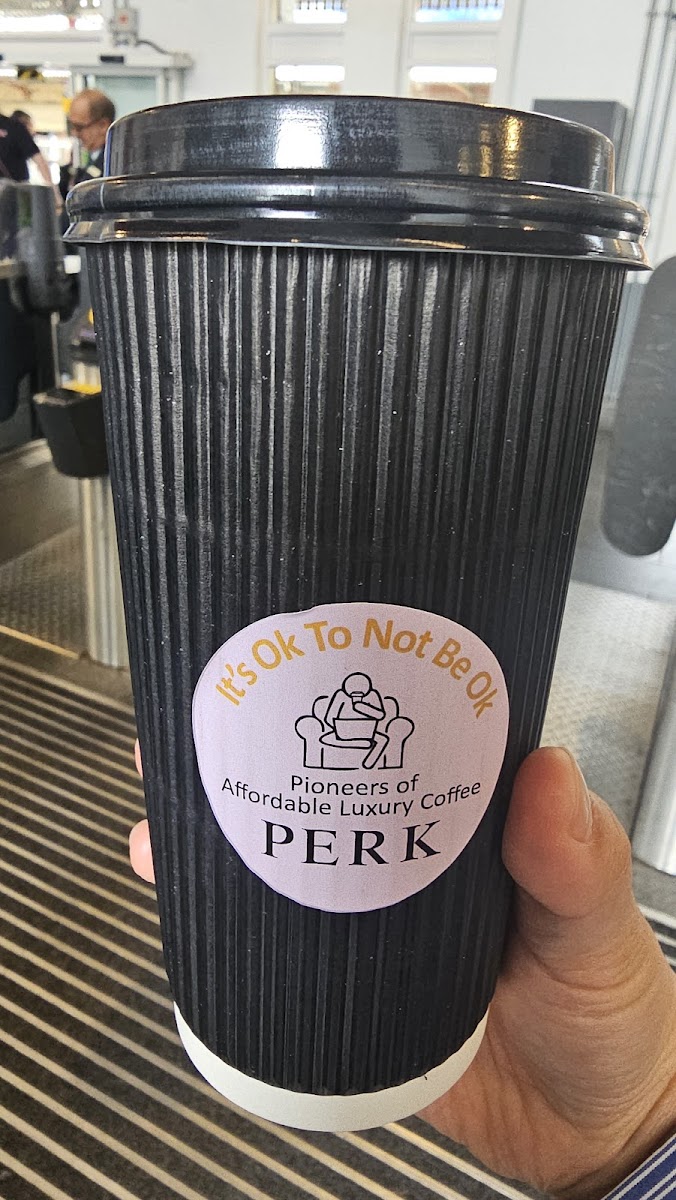 It's Ok To Not Be Ok
Pioneers of
Affordable Luxury Coffee
PERK